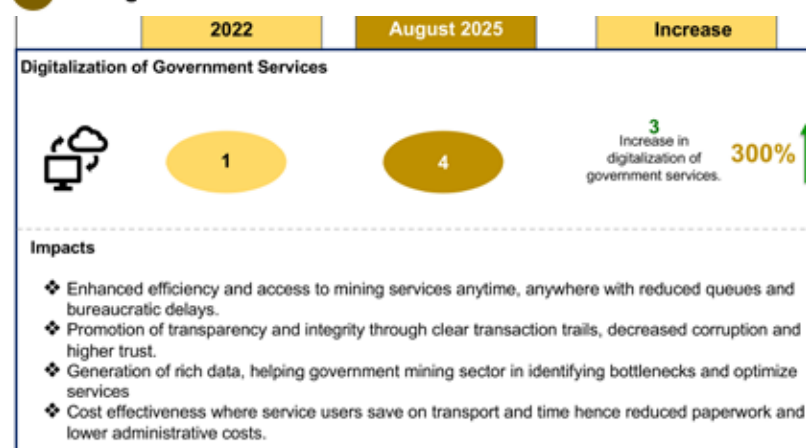 2022 August 2025 Increase
Digitalization of Government Services
1 4
3
Increase in
digitalization of
government services.
300%
Impacts
❖ Enhanced efficiency and access to mining services anytime, anywhere with reduced queues and
bureaucratic delays.
❖ Promotion of transparency and integrity through clear transaction trails, decreased corruption and
higher trust.
❖ Generation of rich data, helping government mining sector in identifying bottlenecks and optimize
services
❖ Cost effectiveness where service users save on transport and time hence reduced paperwork and
lower administrative costs.